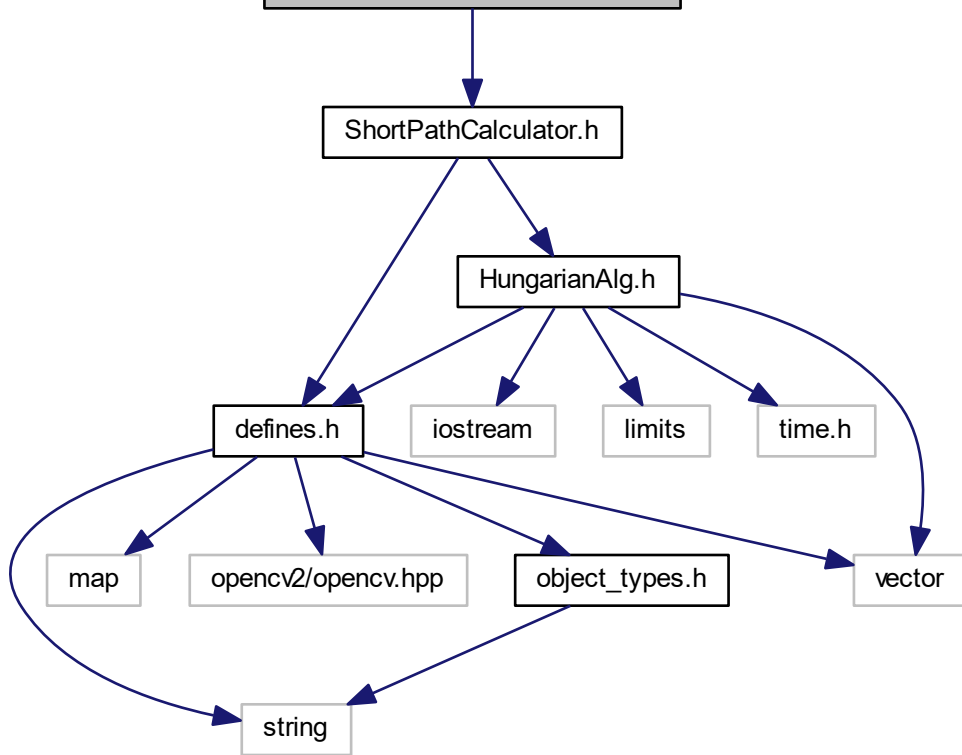 ShortPathCalculator.h
HungarianAlg.h
defines.h
iostream
limits
time.h
map
opencv2/opencv.hpp
object_types.h
vector
string